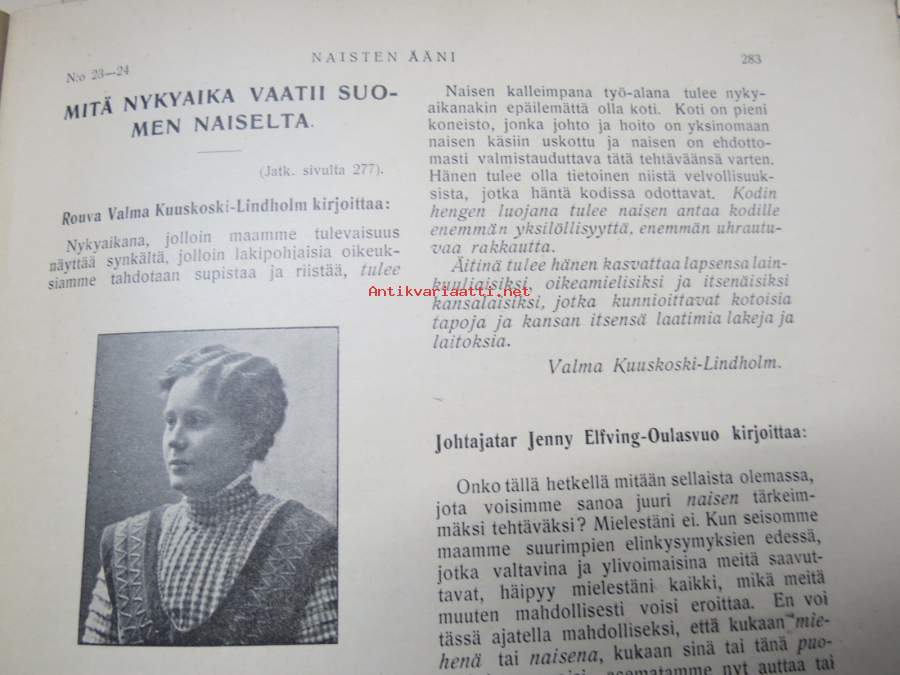 N:o 23—24
NAISTEN ÄÄNI
283
MITÄ NYKYAIKA VAATII SUO-
MEN NAISELTA.
(Jatk. sivulta 277).
Rouva Valma Kuuskoski-Lindholm kirjoittaa:
Nykyaikana, jolloin maamme tulevaisuus
näyttää synkältä, jolloin lakipohjaisia oikeuk-
siamme tahdotaan supistaa ja riistää, tulee
Naisen kalleimpana työ-alana tulee nyky-
aikanakin epäilemättä olla koti. Koti on pieni
koneisto, jonka johto ja hoito on yksinomaan
naisen käsiin uskottu ja naisen on ehdotto-
masti valmistauduttava tätä tehtäväänsä varten.
Hänen tulee olla tietoinen niistä velvollisuuk-
sista, jotka häntä kodissa odottavat. Kodin
hengen luojana tulee naisen antaa kodille
enemmän yksilöllisyyttä, enemmän uhrautu-
vaa rakkautta.
Äitinä tulee hänen kasvattaa lapsensa lain-
kuuliaisiksi, oikeamielisiksi ja itsenäisiksi
kansalaisiksi, jotka kunnioittavat kotoisia
tapoja ja kansan itsensä laatimia lakeja ja
laitoksia.
Valma Kuuskoski-Lindholm.
Johtajatar Jenny Elfving-Oulasvuo kirjoittaa:
Onko tällä hetkellä mitään sellaista olemassa,
jota voisimme sanoa juuri naisen tärkeim-
mäksi tehtäväksi? Mielestäni ei. Kun seisomme
maamme suurimpien elinkysymyksien edessä,
jotka valtavina ja ylivoimaisina meitä saavut-
tavat, häipyy mielestäni kaikki, mikä meitä
muuten mahdollisesti voisi eroittaa. En voi
tässä ajatella mahdolliseksi, että kukaan mie-
henä tai naisena, kukaan sinä tai tänä puo-
asematamme nyt auttaa tai
Antikvariaatti.net